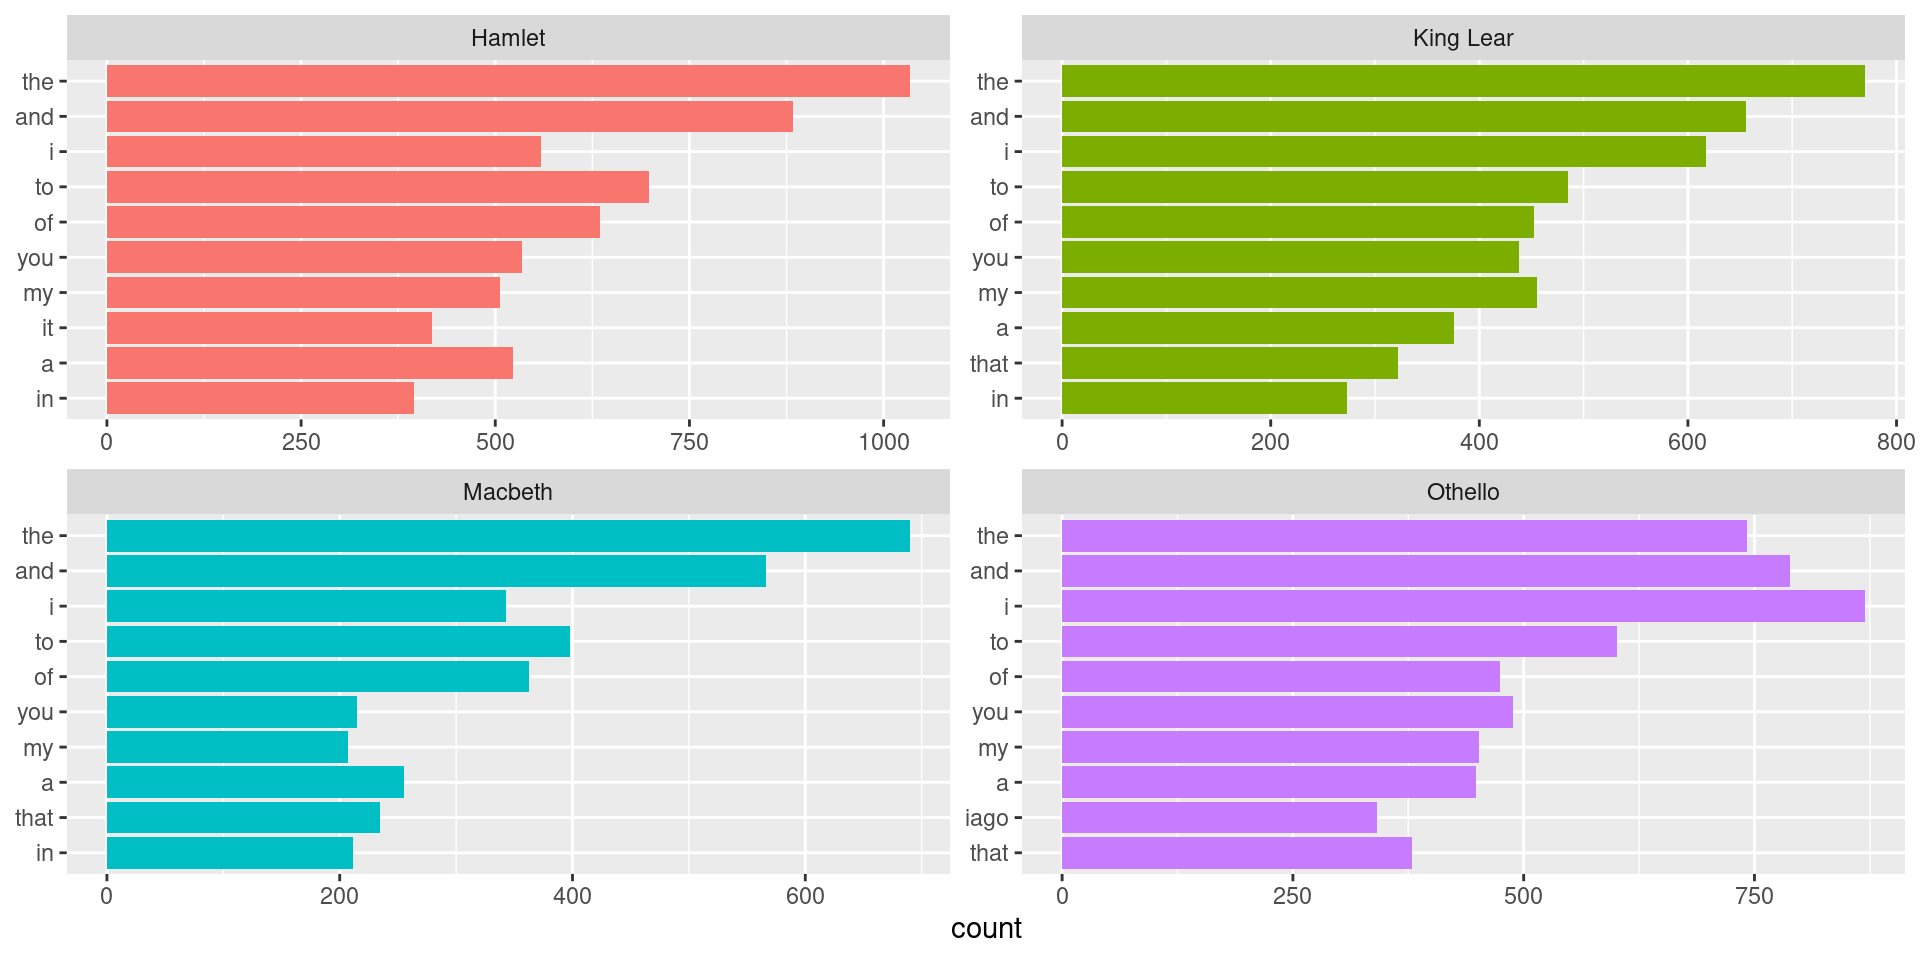 Hamlet
the
and
i
to
of
you
my
it
a
in
0 250 500 750 1000
King Lear
the
and
i
to
of
you
my
a
that
in
0 200 400 600 800
Macbeth
the
and
i
to
of
you
my
a
that
in
0 200 400 600
Othello
the
and
i
to
of
you
my
a
iago
that
0 250 500 750
count